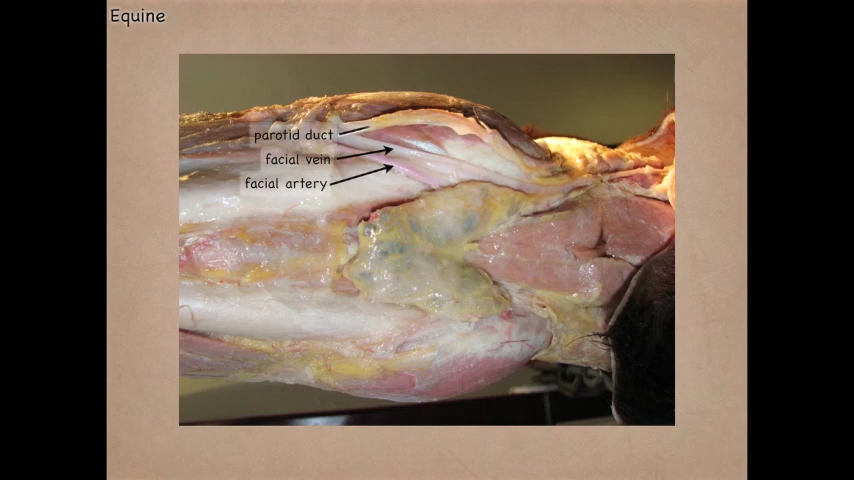 Equine
parotid duct
facial vein
facial artery